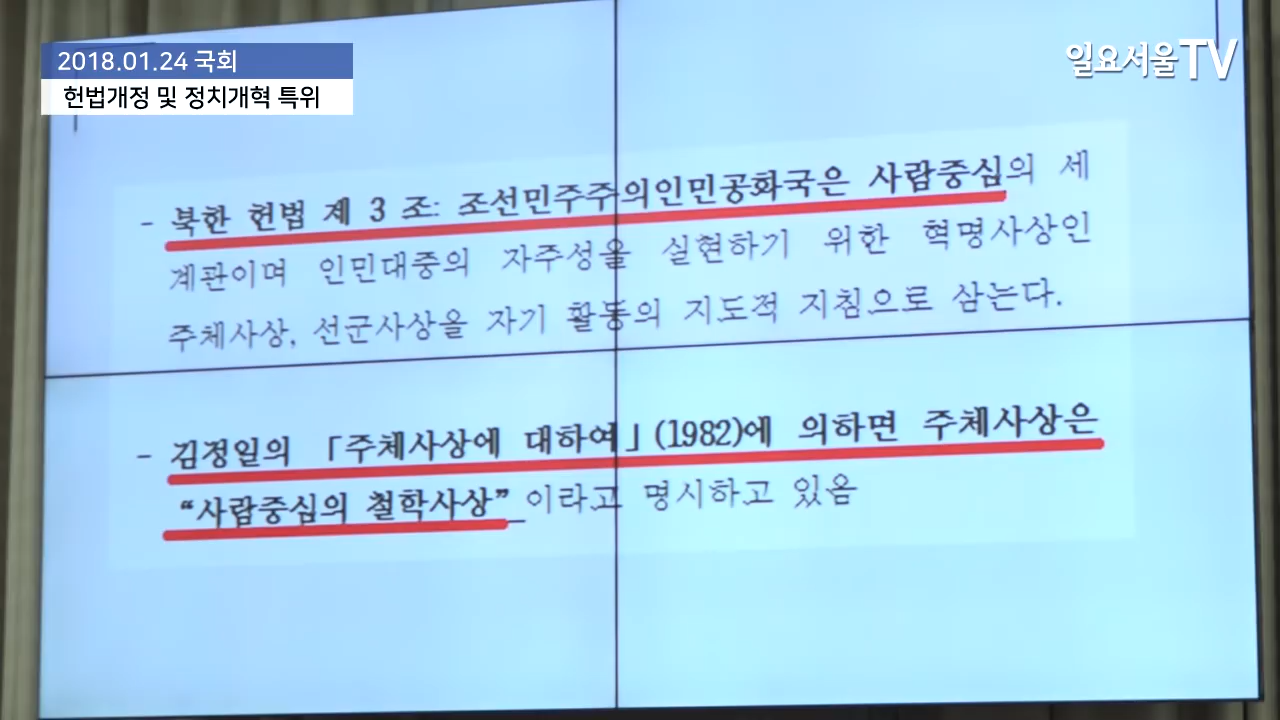 2018.01.24 국회
헌법개정 및 정치개혁 특위
일요서울TV
- 북한 헌법 제 3 조: 조선민주주의인민공화국은 사람중심의 세
계관이며 인민대중의 자주성을 실현하기 위한 혁명사상인
주체사상, 선군사상을 자기 활동의 지도적 지침으로 삼는다.
- 김정일의 「주체사상에 대하여」(1982)에 의하면 주체사상은
“사람중심의 철학사상” 이라고 명시하고 있음